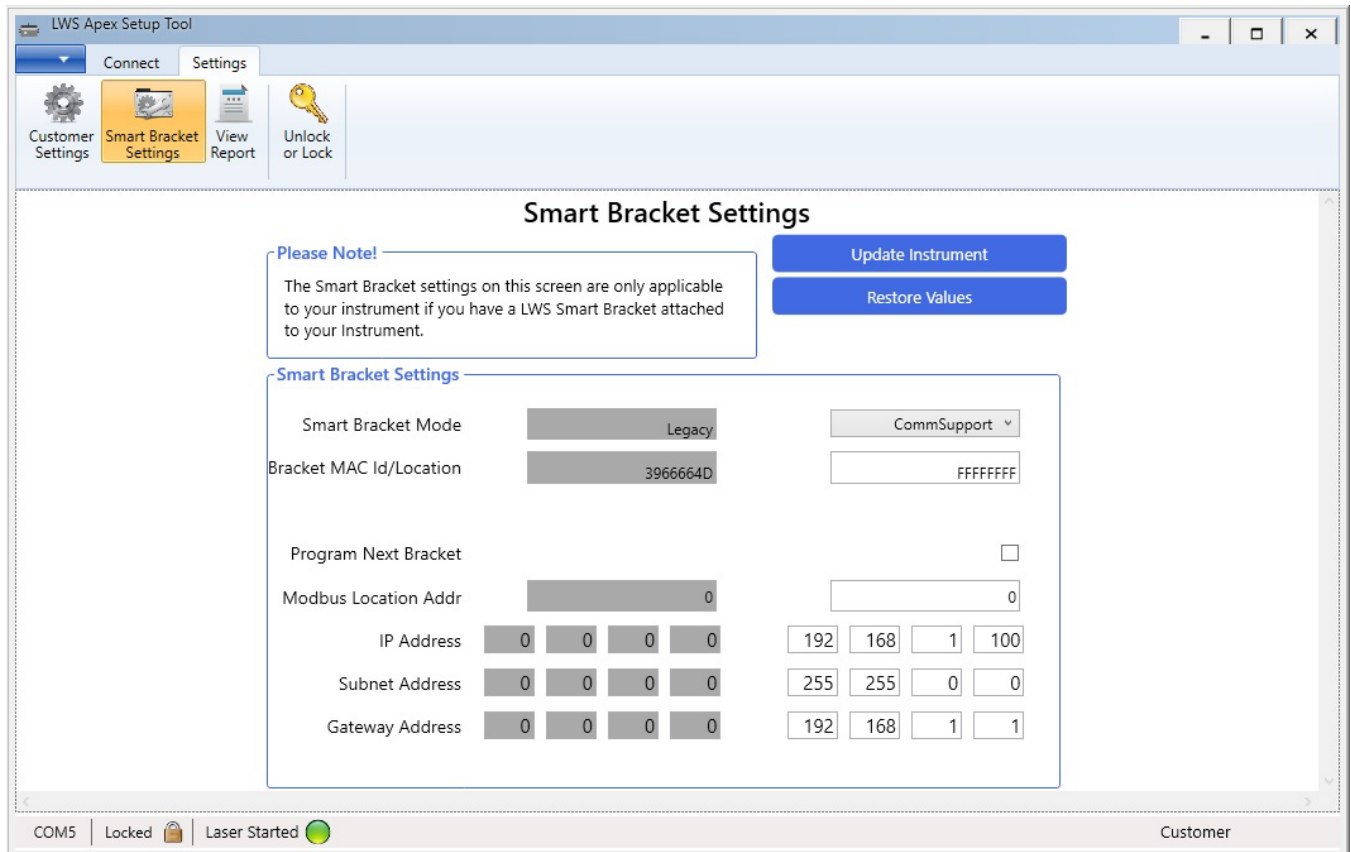 LWS Apex Setup Tool
Connect Settings
Customer Settings
Smart Bracket Settings
View Report
Unlock or Lock
Smart Bracket Settings
Please Note!
The Smart Bracket settings on this screen are only applicable
to your instrument if you have a LWS Smart Bracket attached
to your Instrument.
Update Instrument
Restore Values
Smart Bracket Settings
Smart Bracket Mode Legacy CommSupport
Bracket MAC Id/Location 3966664D FFFFFFFF
Program Next Bracket
Modbus Location Addr 0 0
IP Address 0 0 0 0 192 168 1 100
Subnet Address 0 0 0 0 255 255 0 0
Gateway Address 0 0 0 0 192 168 1 1
COM5 Locked Laser Started Customer